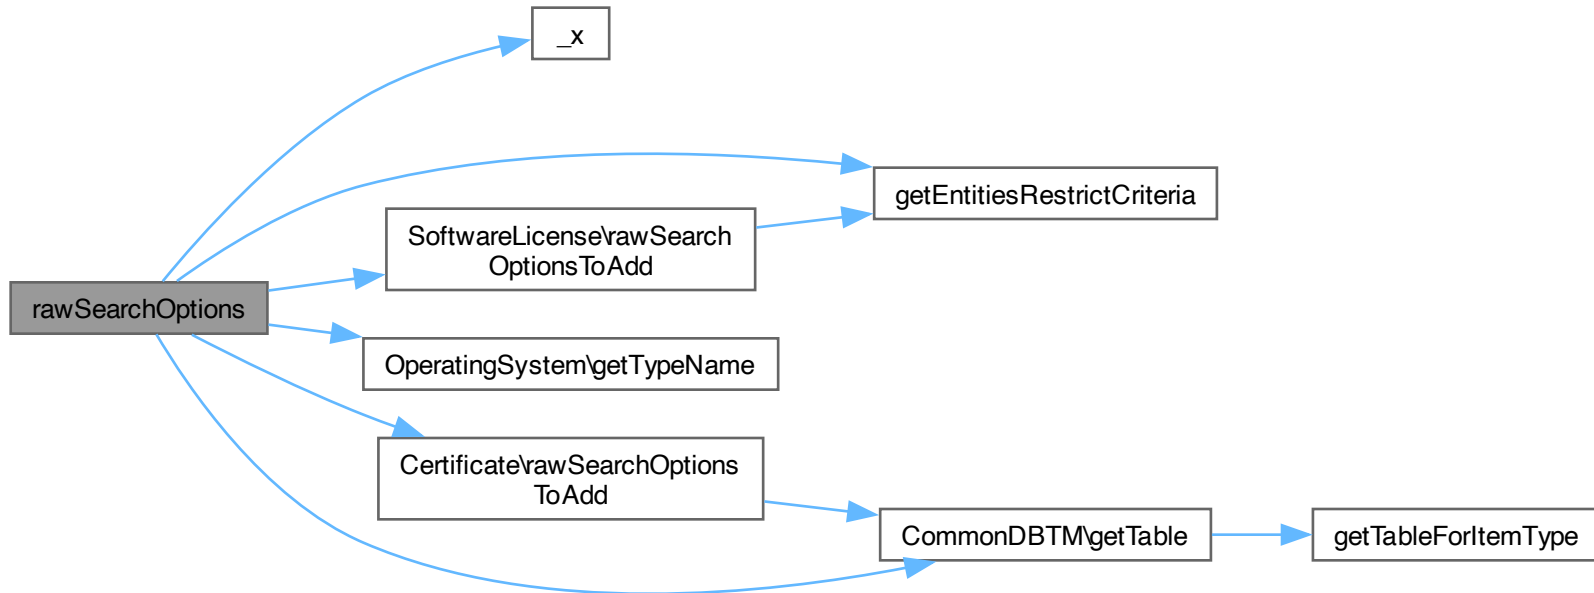 _x
getEntitiesRestrictCriteria
SoftwareLicense\rawSearch
OptionsToAdd
rawSearchOptions
OperatingSystem\getTypeName
Certificate\rawSearchOptions
ToAdd
CommonDBTM\getTable
getTableForItemType